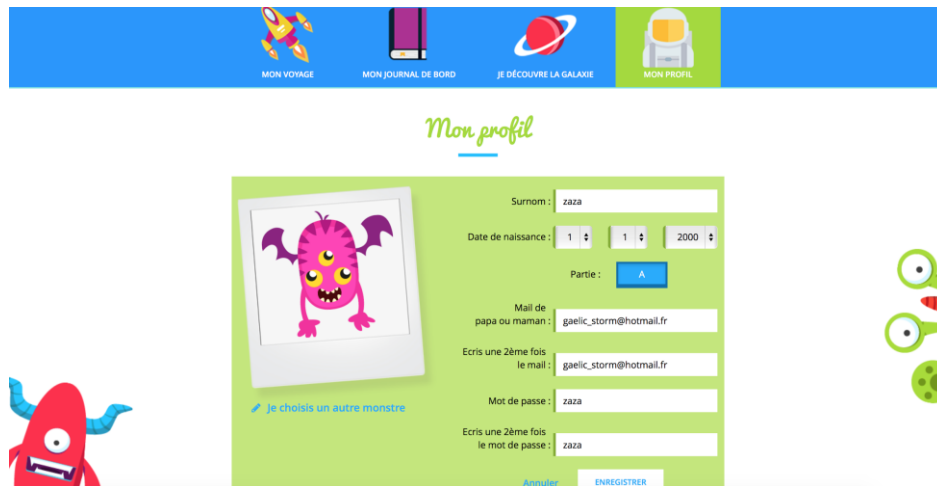 MON VOYAGE
MON JOURNAL DE BORD
JE DÉCOUVRE LA GALAXIE
MON PROFIL
Mon profil
Surnom :
zaza
Date de naissance :
1
1
2000
Partie :
A
Mail de
papa ou maman :
gaelic_storm@hotmail.fr
Ecris une 2ème fois
le mail :
gaelic_storm@hotmail.fr
Je choisis un autre monstre
Mot de passe :
zaza
Ecris une 2ème fois
le mot de passe :
zaza
Annuler
ENREGISTRER